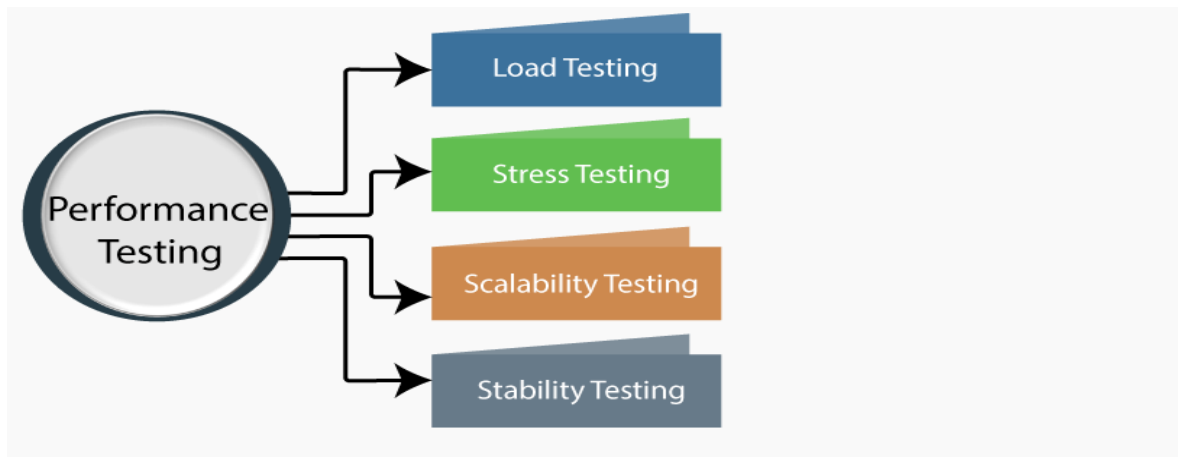 Load Testing
Stress Testing
Performance
Testing
Scalability Testing
Stability Testing